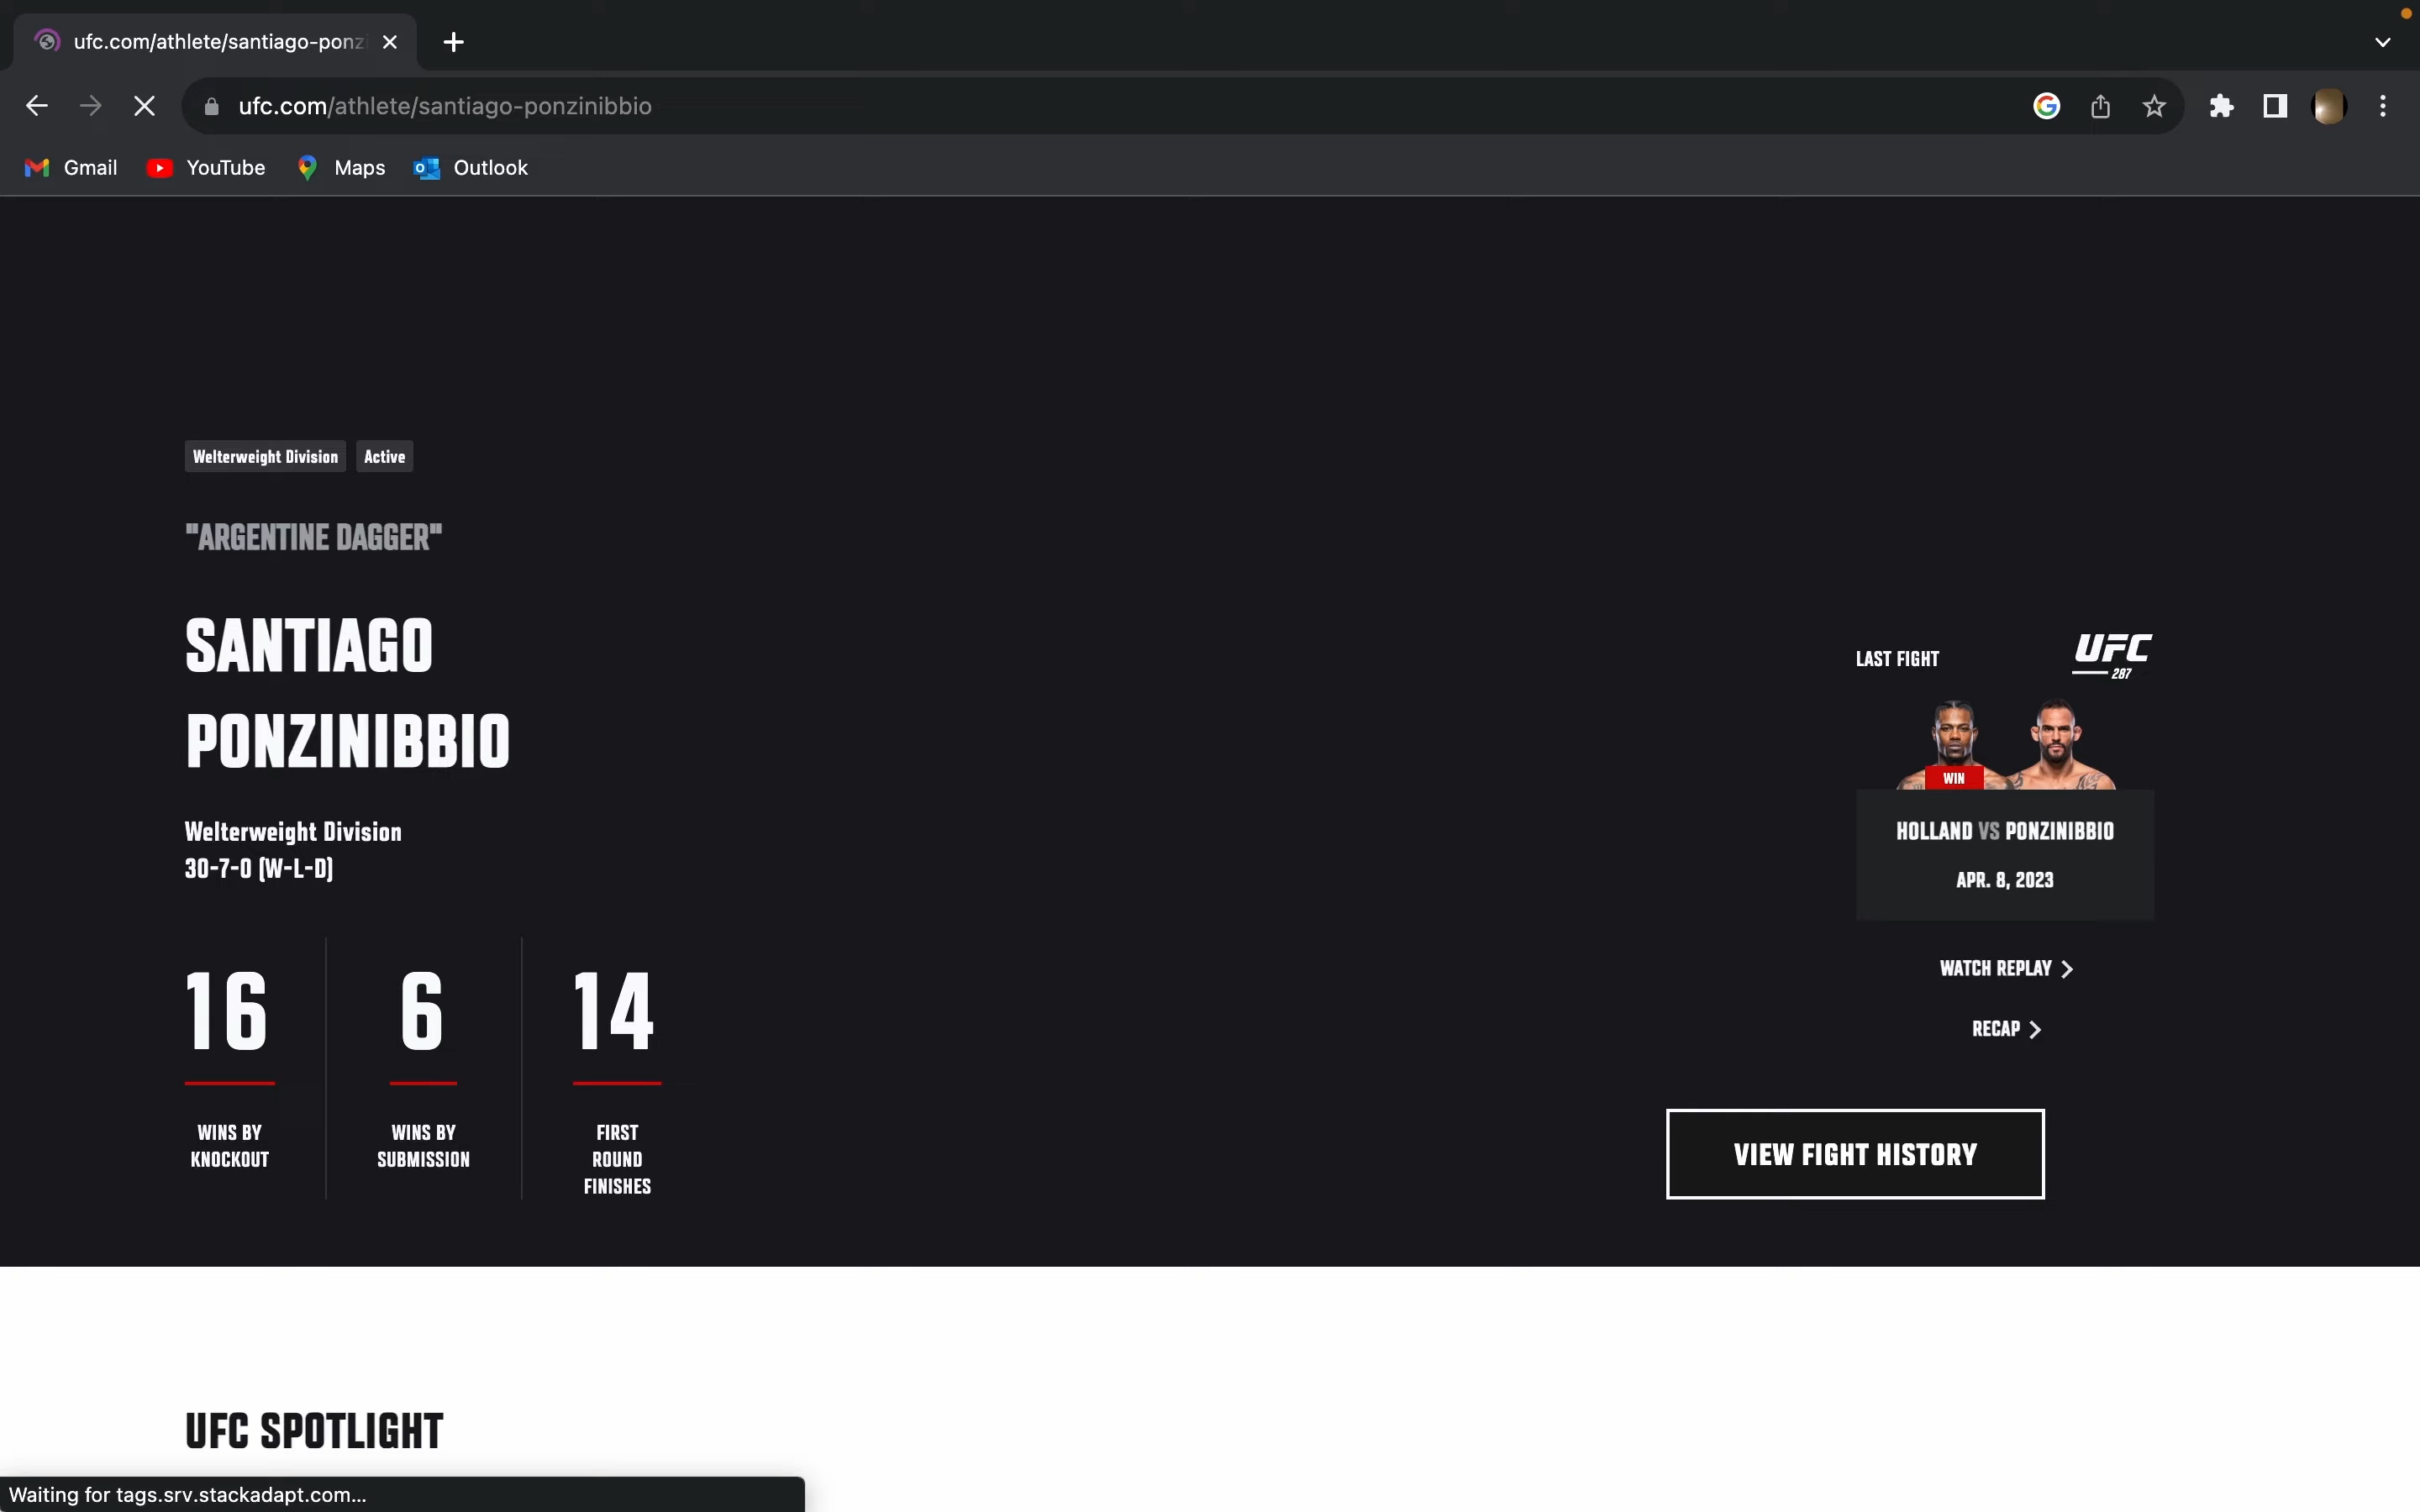 ufc.com/athlete/santiago-ponz
ufc.com/athlete/santiago-ponzinibbio
Gmail
YouTube
Maps
Outlook
Welterweight Division
Active
"ARGENTINE DAGGER"
SANTIAGO
PONZINIBBIO
Welterweight Division
30-7-0 (W-L-D)
16
WINS BY
KNOCKOUT
6
WINS BY
SUBMISSION
14
FIRST
ROUND
FINISHES
LAST FIGHT
UFC
287
WIN
HOLLAND VS PONZINIBBIO
APR. 8, 2023
WATCH REPLAY
RECAP
VIEW FIGHT HISTORY
UFC SPOTLIGHT
Waiting for tags.srv.stackadapt.com...